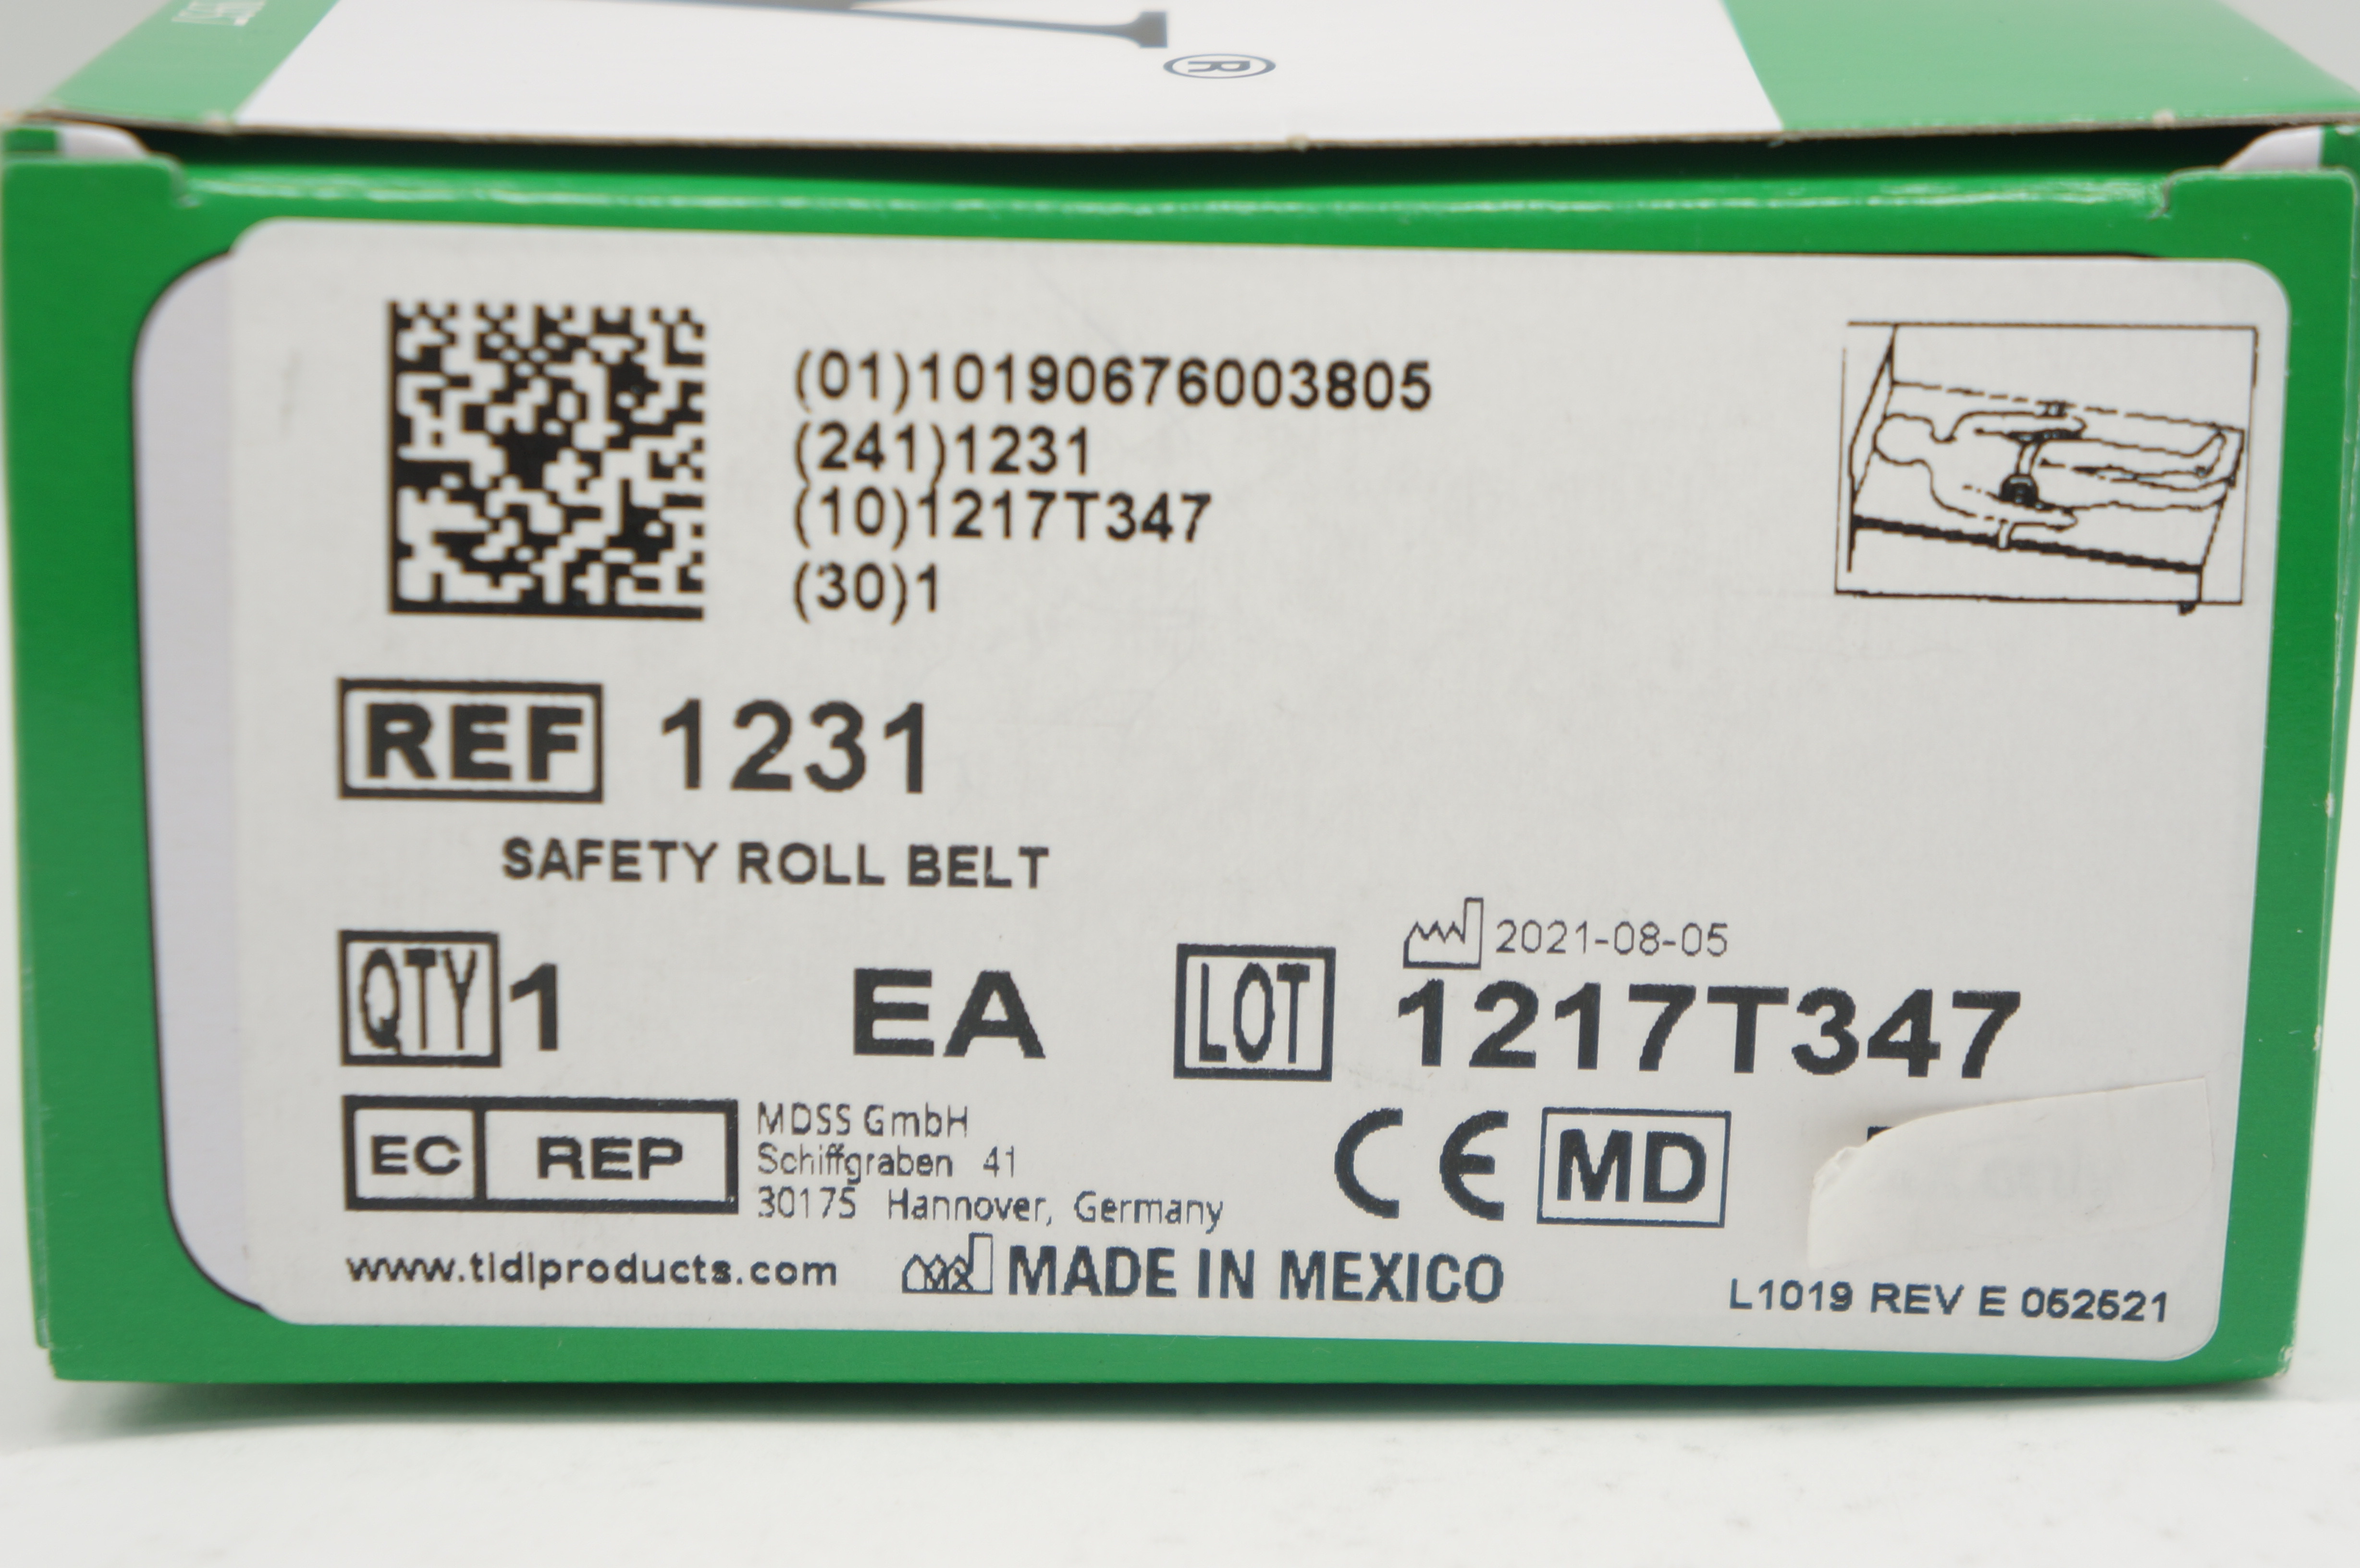 ®
(01)10190676003805
(241)1231
(10)1217T347
(30)1
REF 1231
SAFETY ROLL BELT
2021-08-05
QTY 1 EA LOT 1217T347
EC REP MDSS GmbH
Schiffgraben 41
30175 Hannover, Germany
CE MD
www.tidiproducts.com MX MADE IN MEXICO
L1019 REV E 052521